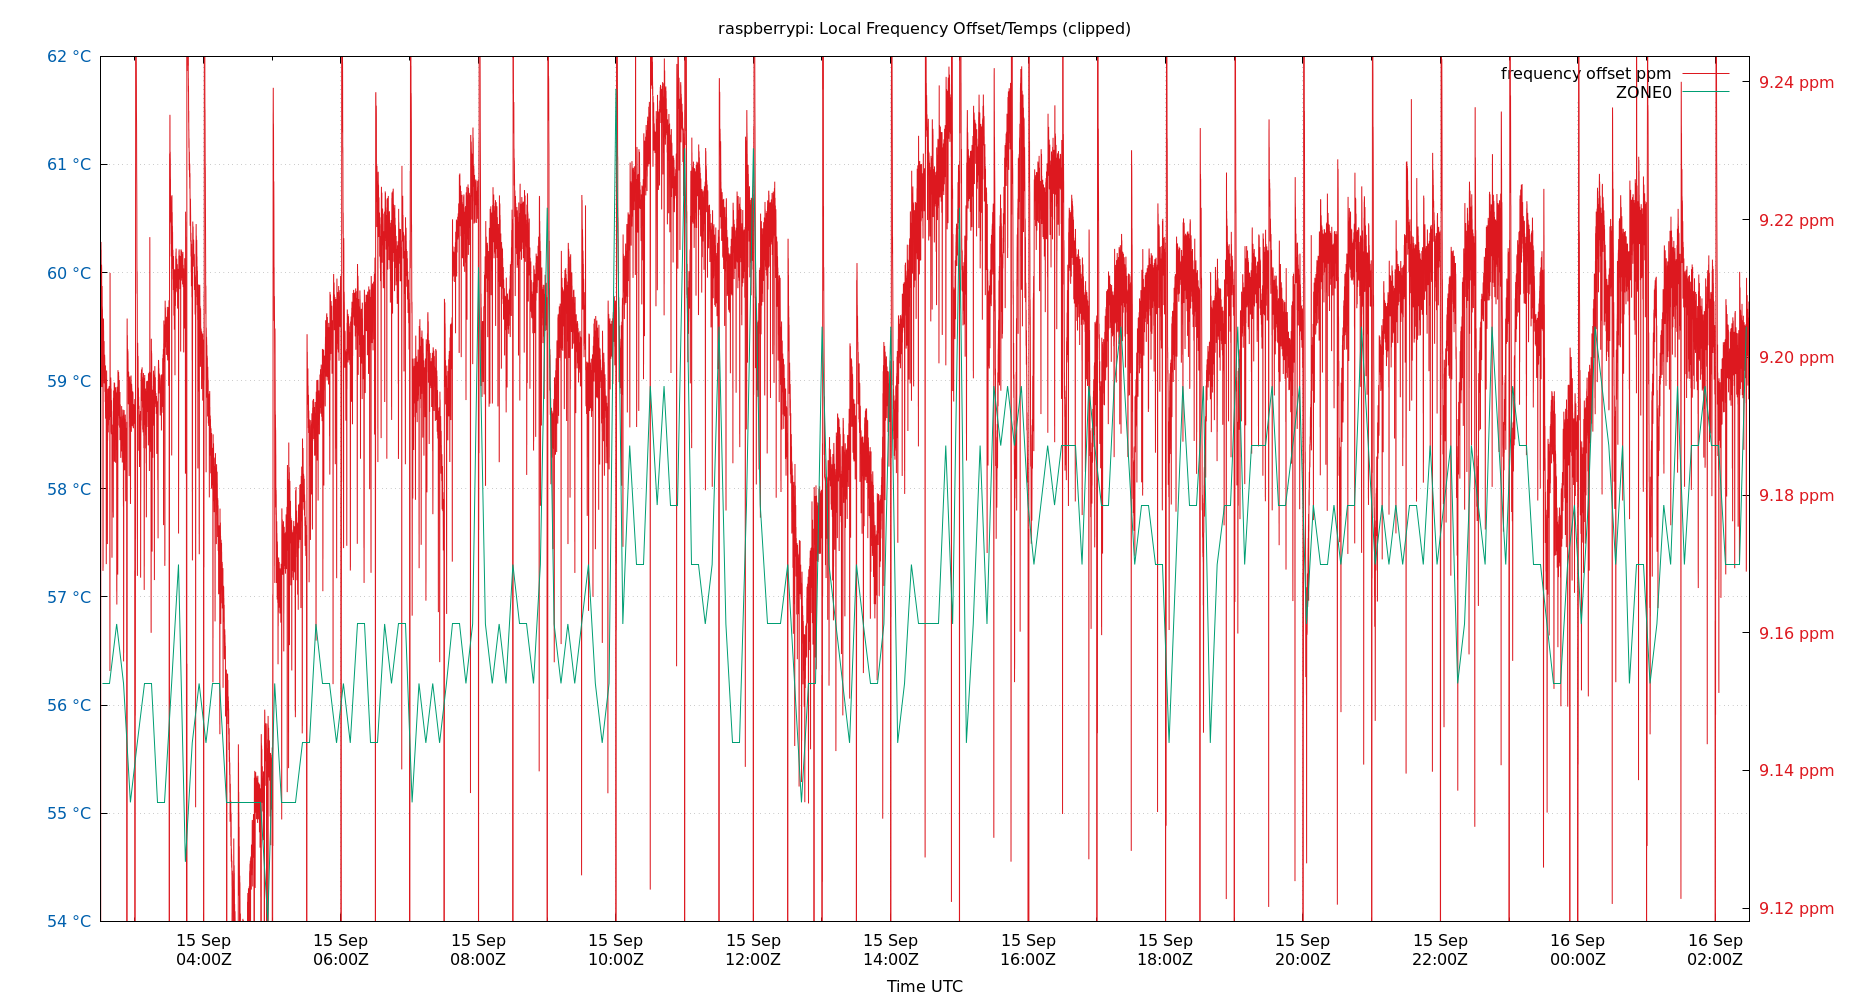 raspberrypi: Local Frequency Offset/Temps (clipped)
62 °C
61 °C
60 °C
59 °C
58 °C
57 °C
56 °C
55 °C
54 °C
frequency offset ppm
ZONE0
9.24 ppm
9.22 ppm
9.20 ppm
9.18 ppm
9.16 ppm
9.14 ppm
9.12 ppm
15 Sep 15 Sep 15 Sep 15 Sep 15 Sep 15 Sep 15 Sep 15 Sep 15 Sep 15 Sep 16 Sep 16 Sep
04:00Z 06:00Z 08:00Z 10:00Z 12:00Z 14:00Z 16:00Z 18:00Z 20:00Z 22:00Z 00:00Z 02:00Z
Time UTC